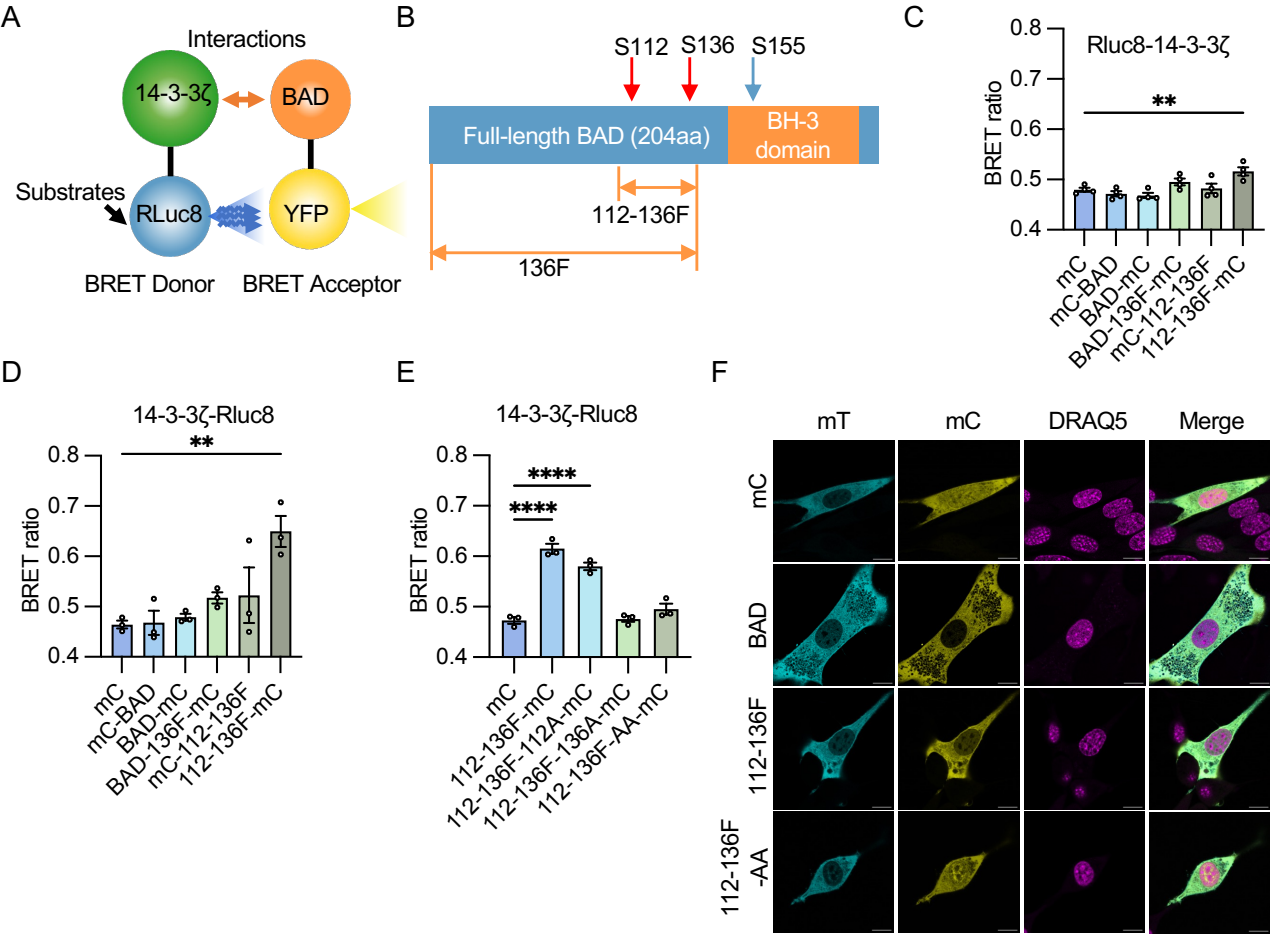 A
Interactions
14-3-3ζ
BAD
Substrates
RLuc8
YFP
BRET Donor
BRET Acceptor
B
S112
S136
S155
Full-length BAD (204aa)
BH-3
domain
112-136F
136F
C
Rluc8-14-3-3ζ
**
BRET ratio
0.8
0.7
0.6
0.5
0.4
mC
mC-BAD
BAD-mC
BAD-136F-mC
mC-112-136F
112-136F-mC
D
14-3-3ζ-Rluc8
**
BRET ratio
0.8
0.7
0.6
0.5
0.4
mC
mC-BAD
BAD-mC
BAD-136F-mC
mC-112-136F
112-136F-mC
E
14-3-3ζ-Rluc8
****
****
BRET ratio
0.8
0.7
0.6
0.5
0.4
mC
112-136F-mC
112-136F-112A-mC
112-136F-136A-mC
112-136F-AA-mC
F
mT
mC
DRAQ5
Merge
mC
BAD
112-136F
112-136F
-AA